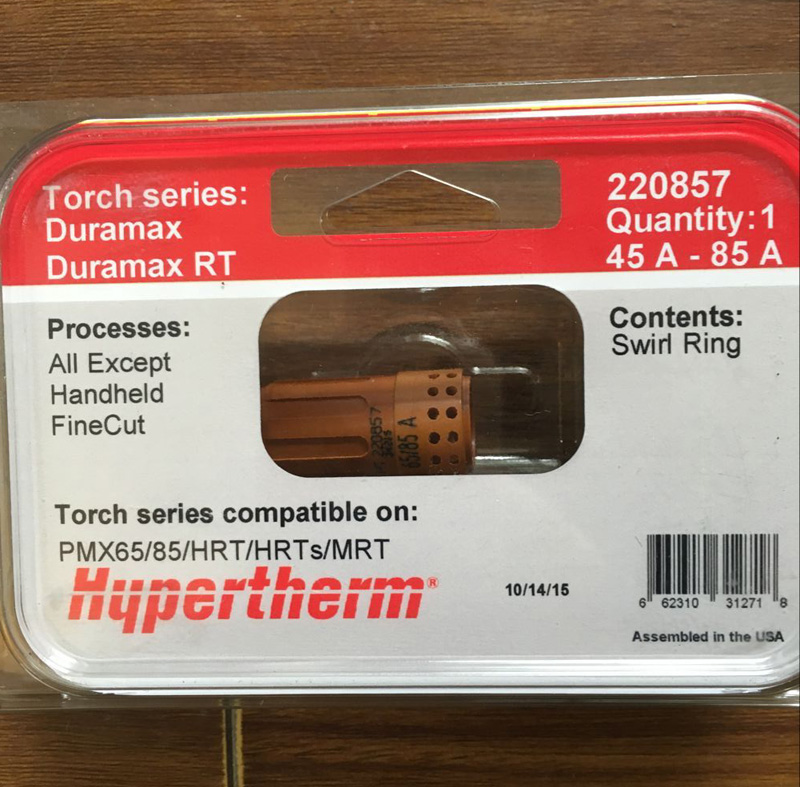 Torch series:
Duramax
Duramax RT
220857
Quantity:1
45 A - 85 A
Processes:
All Except
Handheld
FineCut
Contents:
Swirl Ring
220857
65/85 A
Torch series compatible on:
PMX65/85/HRT/HRTs/MRT
Hypertherm®
10/14/15
6 62310 31271 8
Assembled in the USA